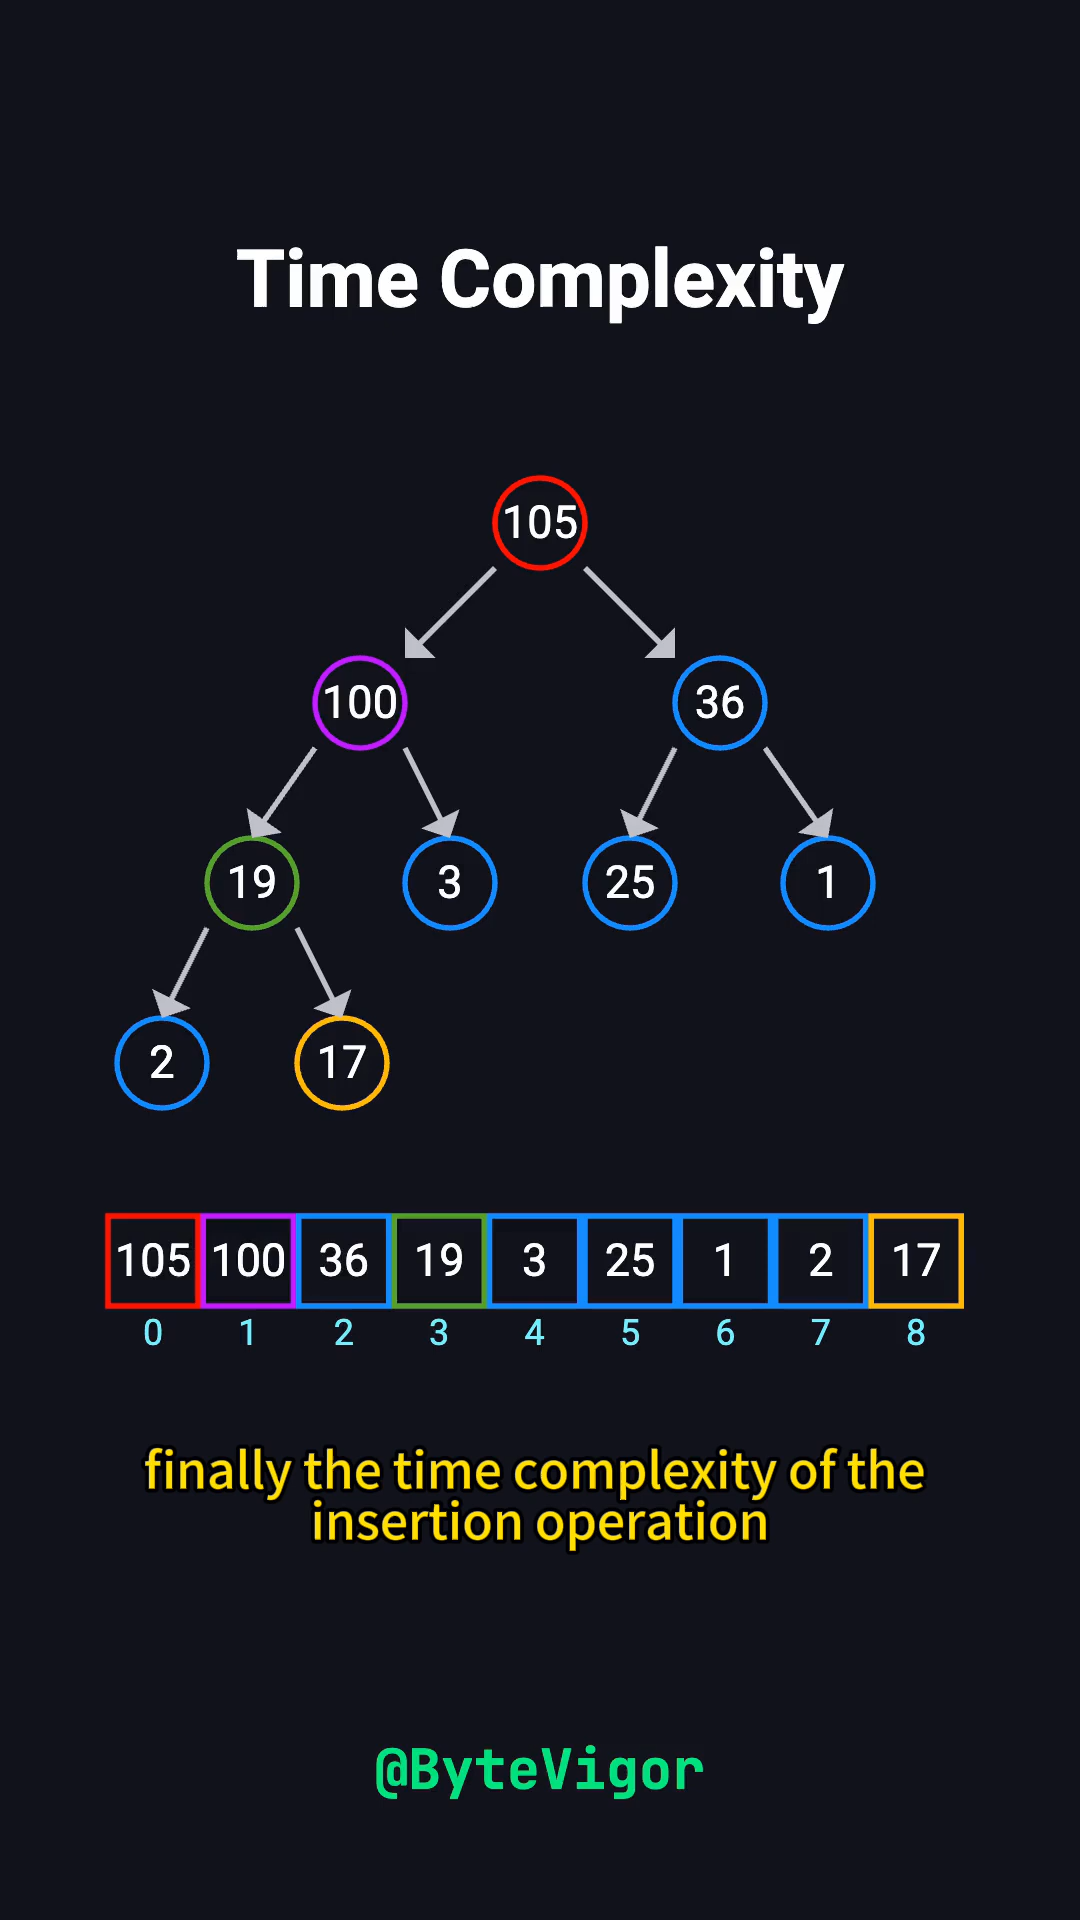 Time Complexity
105
100 36
19 3 25 1
2 17
105 100 36 19 3 25 1 2 17
0 1 2 3 4 5 6 7 8
finally the time complexity of the
insertion operation
@ByteVigor